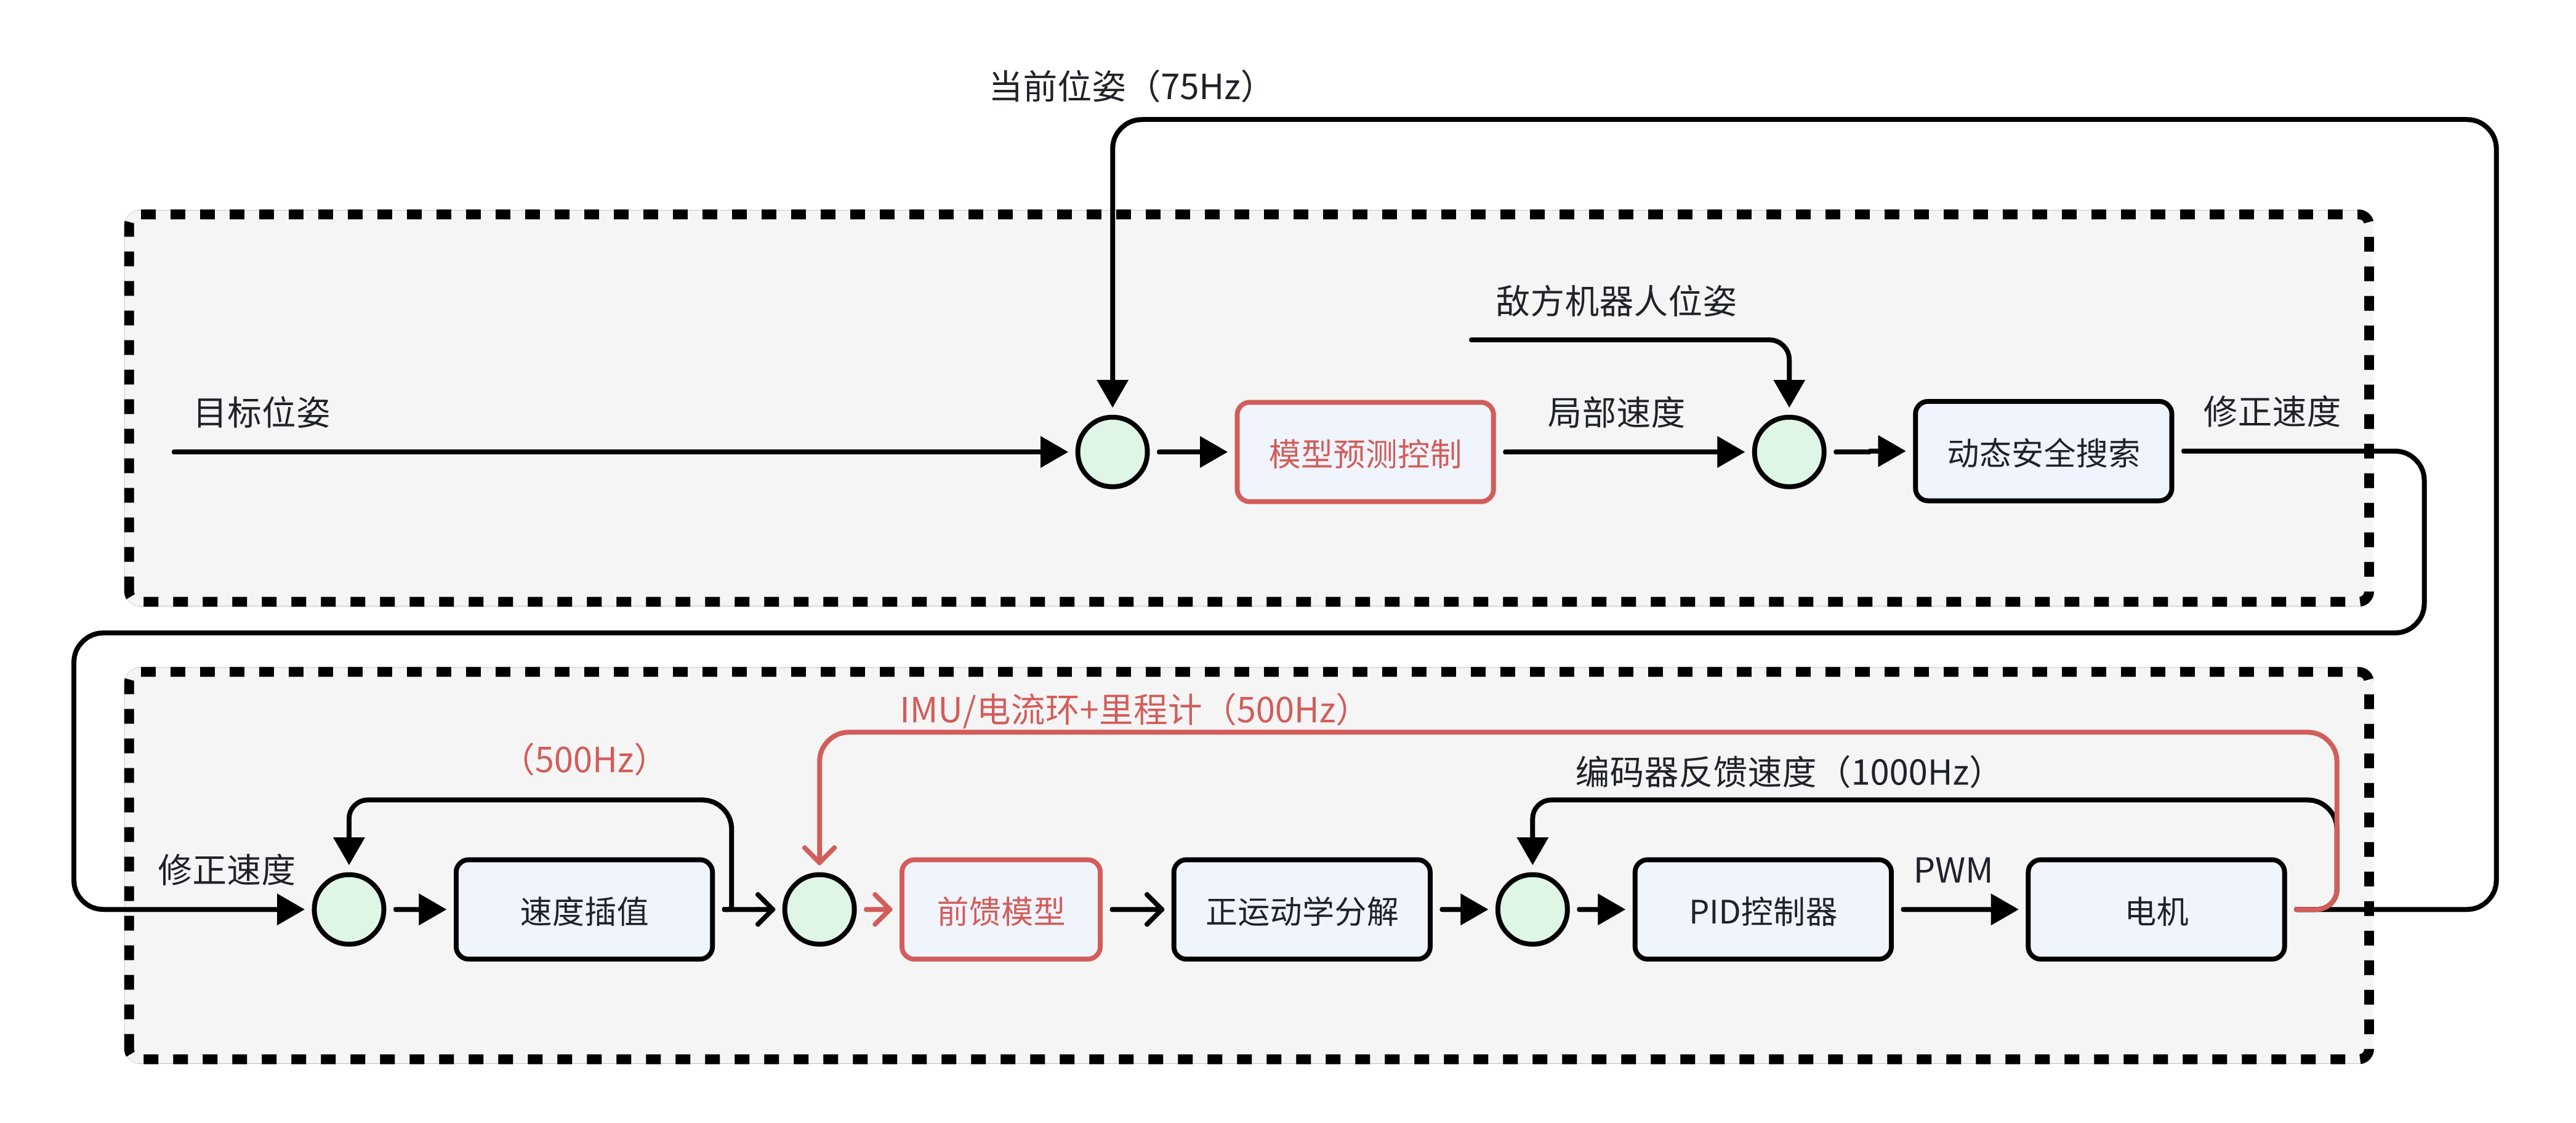 当前位姿（75Hz）
敌方机器人位姿
目标位姿
模型预测控制
局部速度
动态安全搜索
修正速度
IMU/电流环+里程计（500Hz）
（500Hz）
编码器反馈速度（1000Hz）
修正速度
速度插值
前馈模型
正运动学分解
PID控制器
PWM
电机